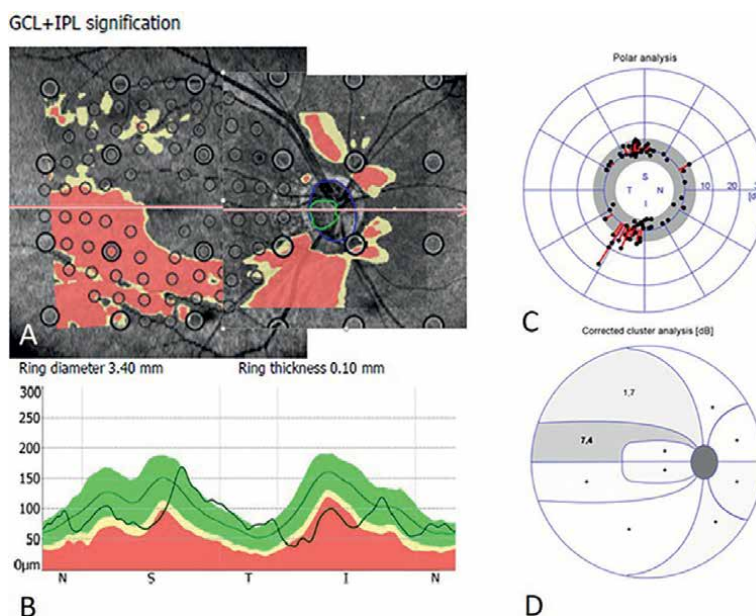 GCL+IPL signification
A
Polar analysis
S
T N
I
10 20
[d
C
Corrected cluster analysis [dB]
1,7
7,4
D
Ring diameter 3.40 mm Ring thickness 0.10 mm
300
250
200
150
100
50
0µm
N S T I N
B